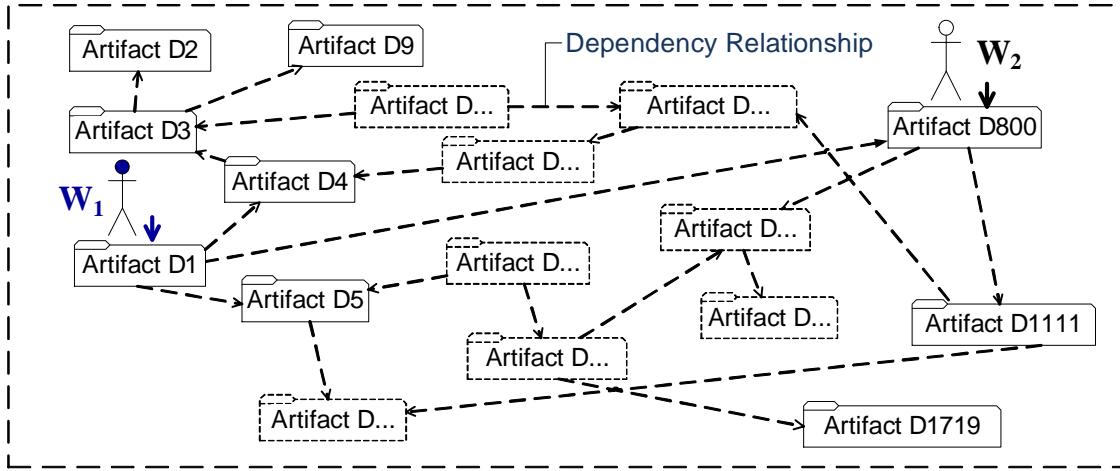 Artifact D2
Artifact D9
Dependency Relationship
W2
Artifact D...
Artifact D...
Artifact D3
Artifact D800
Artifact D...
Artifact D4
W1
Artifact D...
Artifact D1
Artifact D...
Artifact D5
Artifact D...
Artifact D1111
Artifact D...
Artifact D...
Artifact D1719